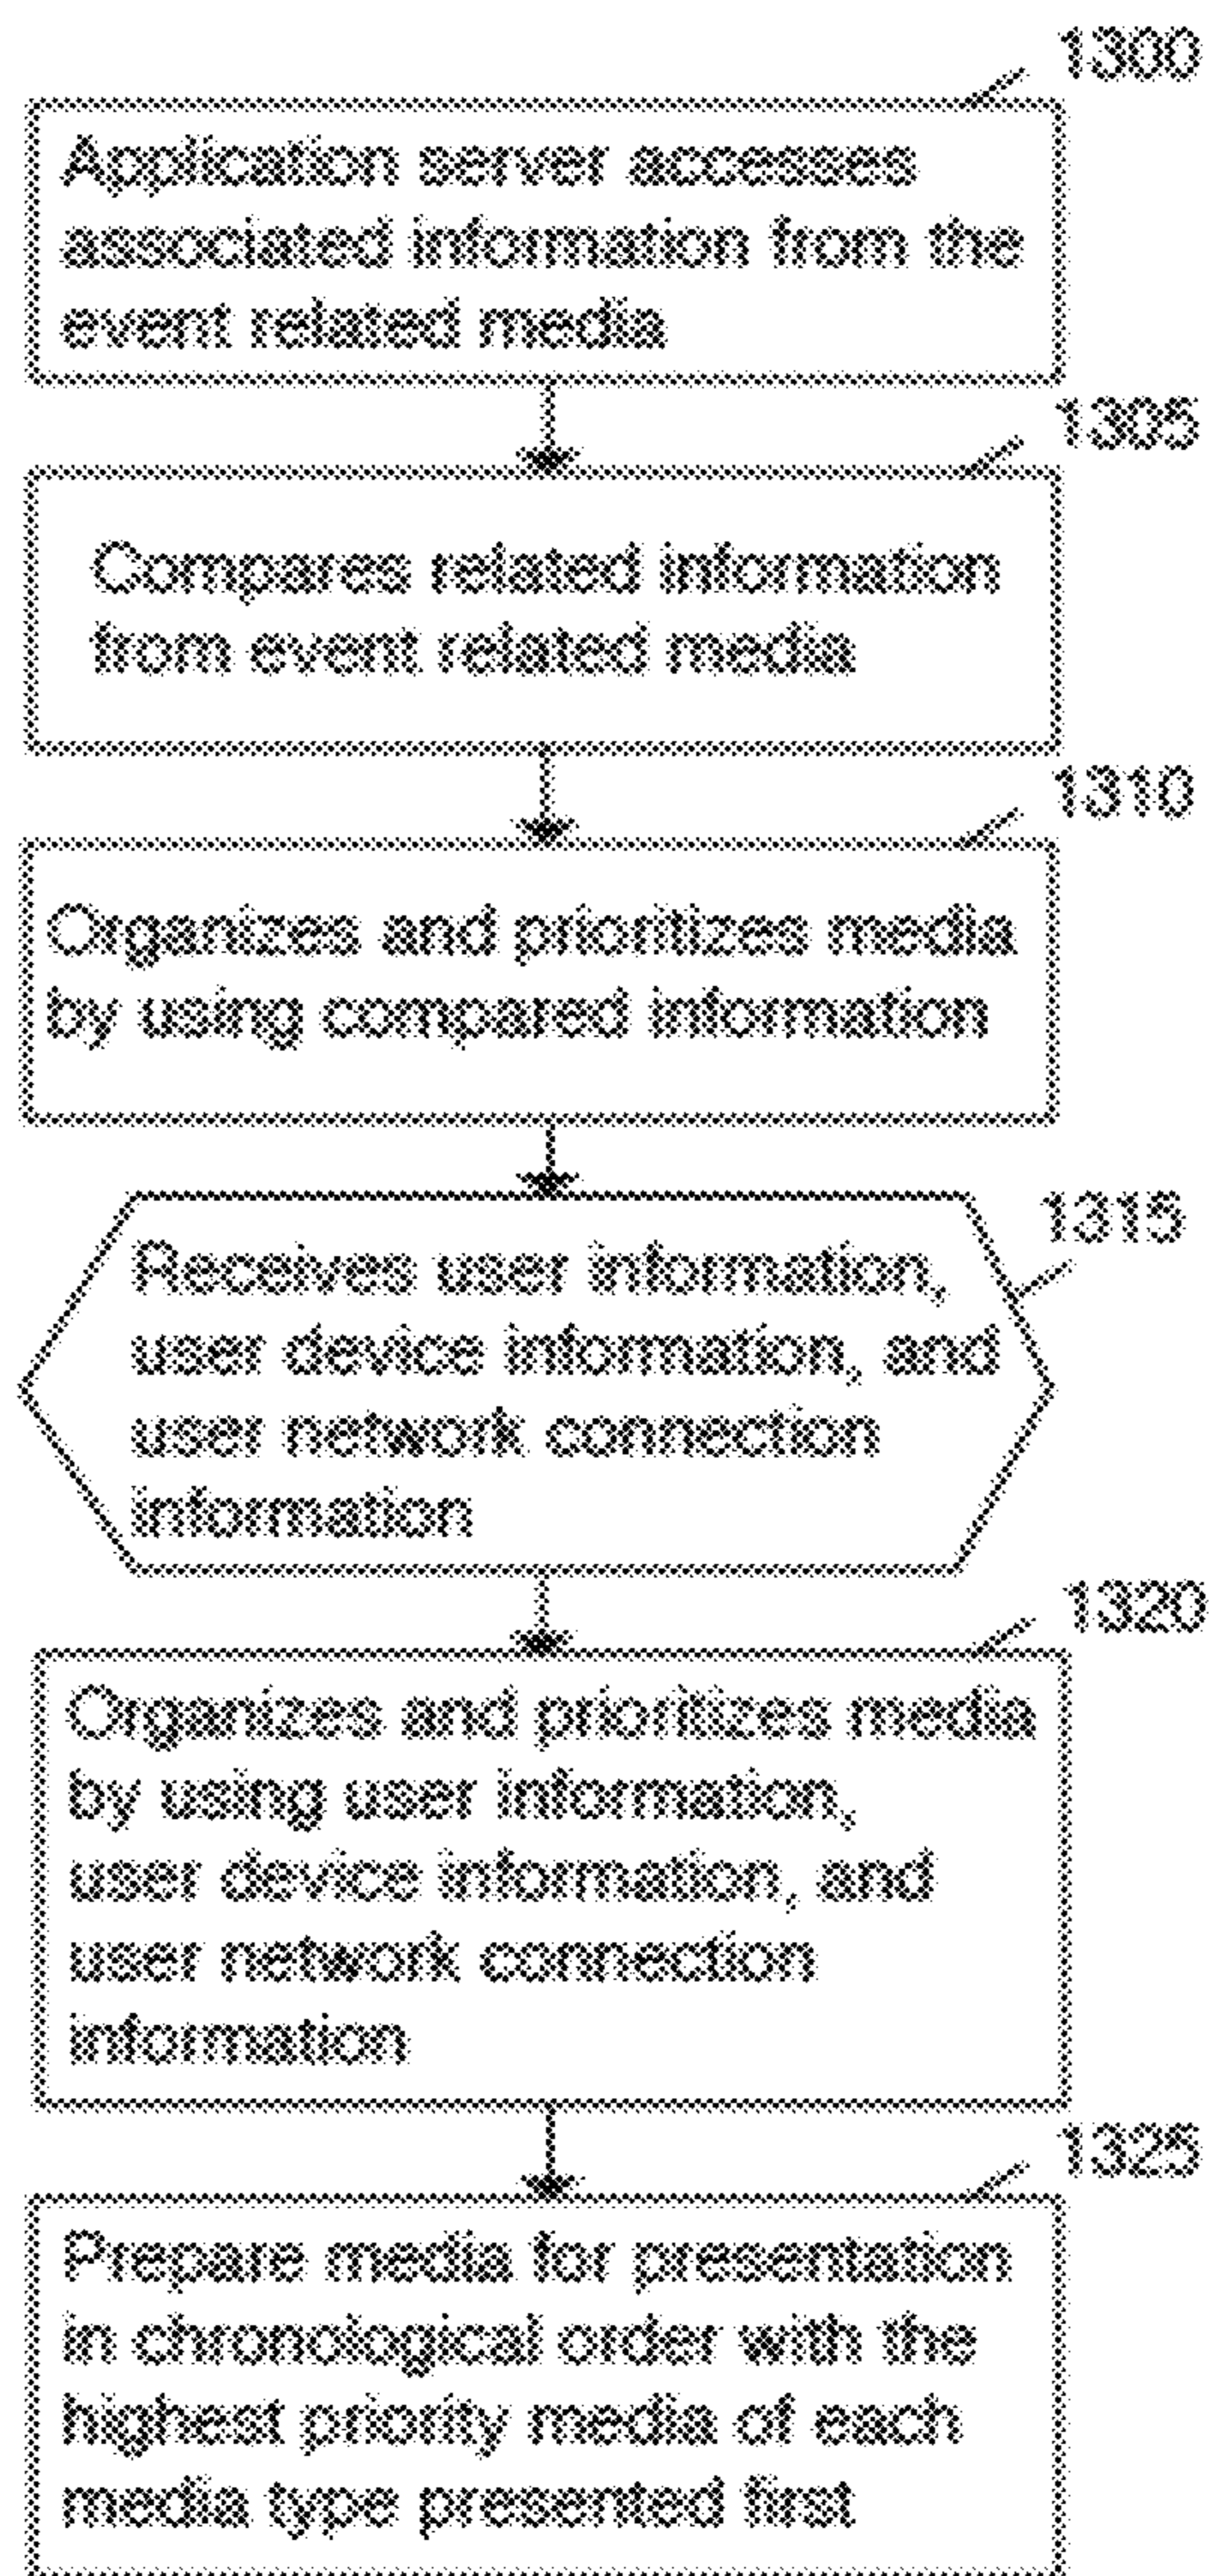 1300
Application server accesses
associated information from the
event related media
1305
Compares related information
from event related media
1310
Organizes and prioritizes media
by using compared information
1315
Receives user information,
user device information, and
user network connection
information
1320
Organizes and prioritizes media
by using user information,
user device information, and
user network connection
information
1325
Prepare media for presentation
in chronological order with the
highest priority media of each
media type presented first